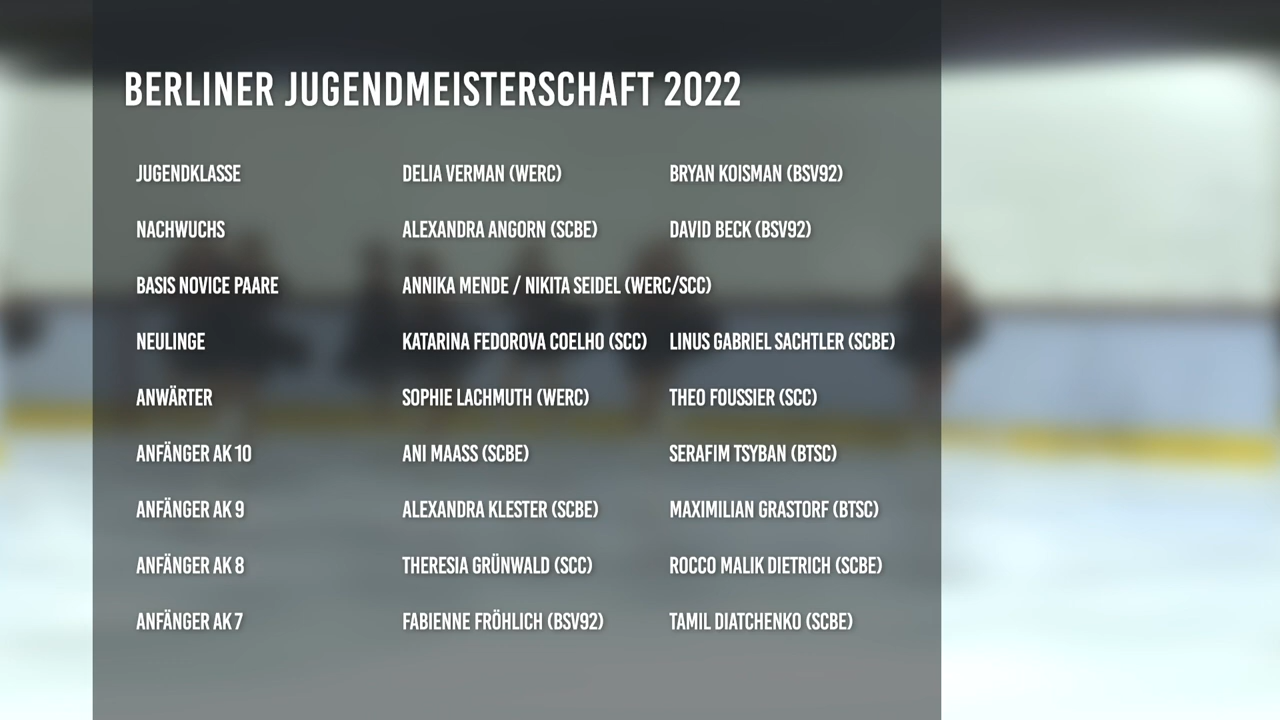 BERLINER JUGENDMEISTERSCHAFT 2022
JUGENDKLASSE DELIA VERMAN (WERC) BRYAN KOISMAN (BSV92)
NACHWUCHS ALEXANDRA ANGORN (SCBE) DAVID BECK (BSV92)
BASIS NOVICE PAARE ANNIKA MENDE / NIKITA SEIDEL (WERC/SCC)
NEULINGE KATARINA FEDOROVA COELHO (SCC) LINUS GABRIEL SACHTLER (SCBE)
ANWÄRTER SOPHIE LACHMUTH (WERC) THEO FOUSSIER (SCC)
ANFÄNGER AK 10 ANI MAASS (SCBE) SERAFIM TSYBAN (BTSC)
ANFÄNGER AK 9 ALEXANDRA KLESTER (SCBE) MAXIMILIAN GRASTORF (BTSC)
ANFÄNGER AK 8 THERESIA GRÜNWALD (SCC) ROCCO MALIK DIETRICH (SCBE)
ANFÄNGER AK 7 FABIENNE FRÖHLICH (BSV92) TAMIL DIATCHENKO (SCBE)